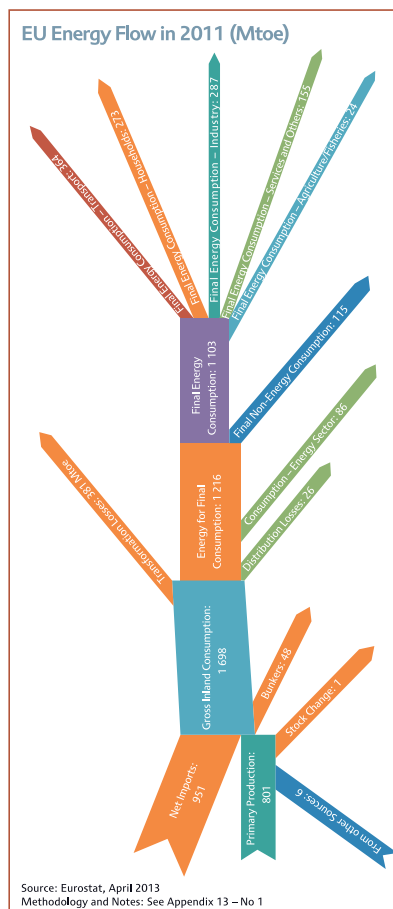 EU Energy Flow in 2011 (Mtoe)
Final Energy Consumption – Transport: 364
Final Energy Consumption – Households: 273
Final Energy Consumption – Industry: 287
Final Energy Consumption – Services and Others: 155
Final Energy Consumption – Agriculture/Fisheries: 24
Final Energy
Consumption: 1 103
Final Non-Energy Consumption: 115
Consumption – Energy Sector: 86
Distribution Losses: 26
Energy for Final
Consumption: 1 216
Transformation Losses: 381 Mtoe
Gross Inland Consumption:
1 698
Bunkers: 48
Stock Change: 1
Net Imports:
951
Primary Production:
801
From other Sources: 6
Source: Eurostat, April 2013
Methodology and Notes: See Appendix 13 – No 1